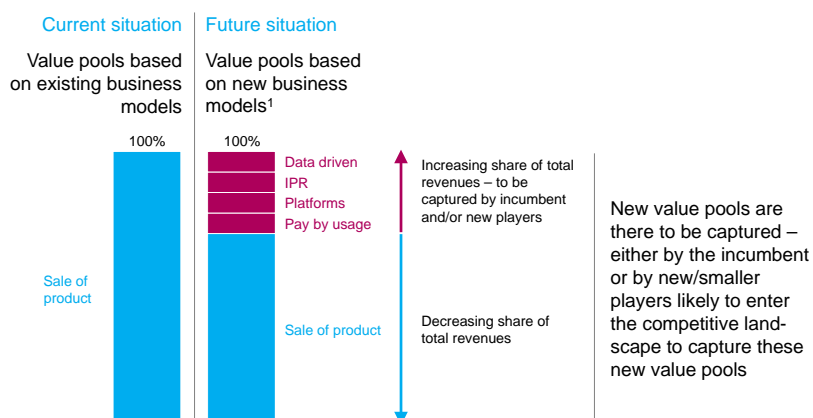 Current situation
Value pools based
on existing business
models
100%
Sale of
product
Future situation
Value pools based
on new business
models¹
100%
Data driven
IPR
Platforms
Pay by usage
Sale of product
Increasing share of total
revenues – to be
captured by incumbent
and/or new players
Decreasing share of
total revenues
New value pools are
there to be captured –
either by the incumbent
or by new/smaller
players likely to enter
the competitive land-
scape to capture these
new value pools